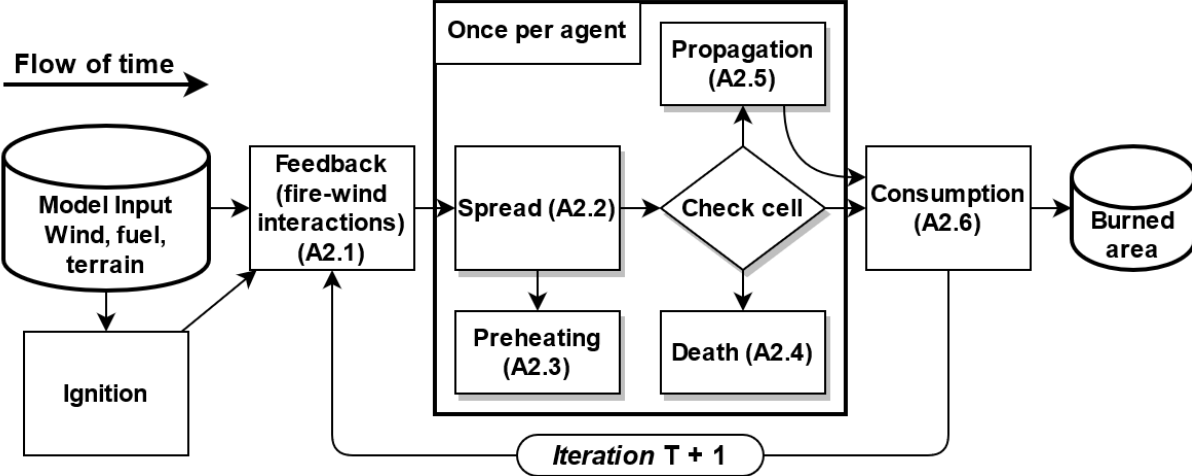 Flow of time
Model Input
Wind, fuel,
terrain
Ignition
Feedback
(fire-wind
interactions)
(A2.1)
Once per agent
Spread (A2.2)
Preheating
(A2.3)
Propagation
(A2.5)
Check cell
Death (A2.4)
Consumption
(A2.6)
Burned
area
Iteration T + 1